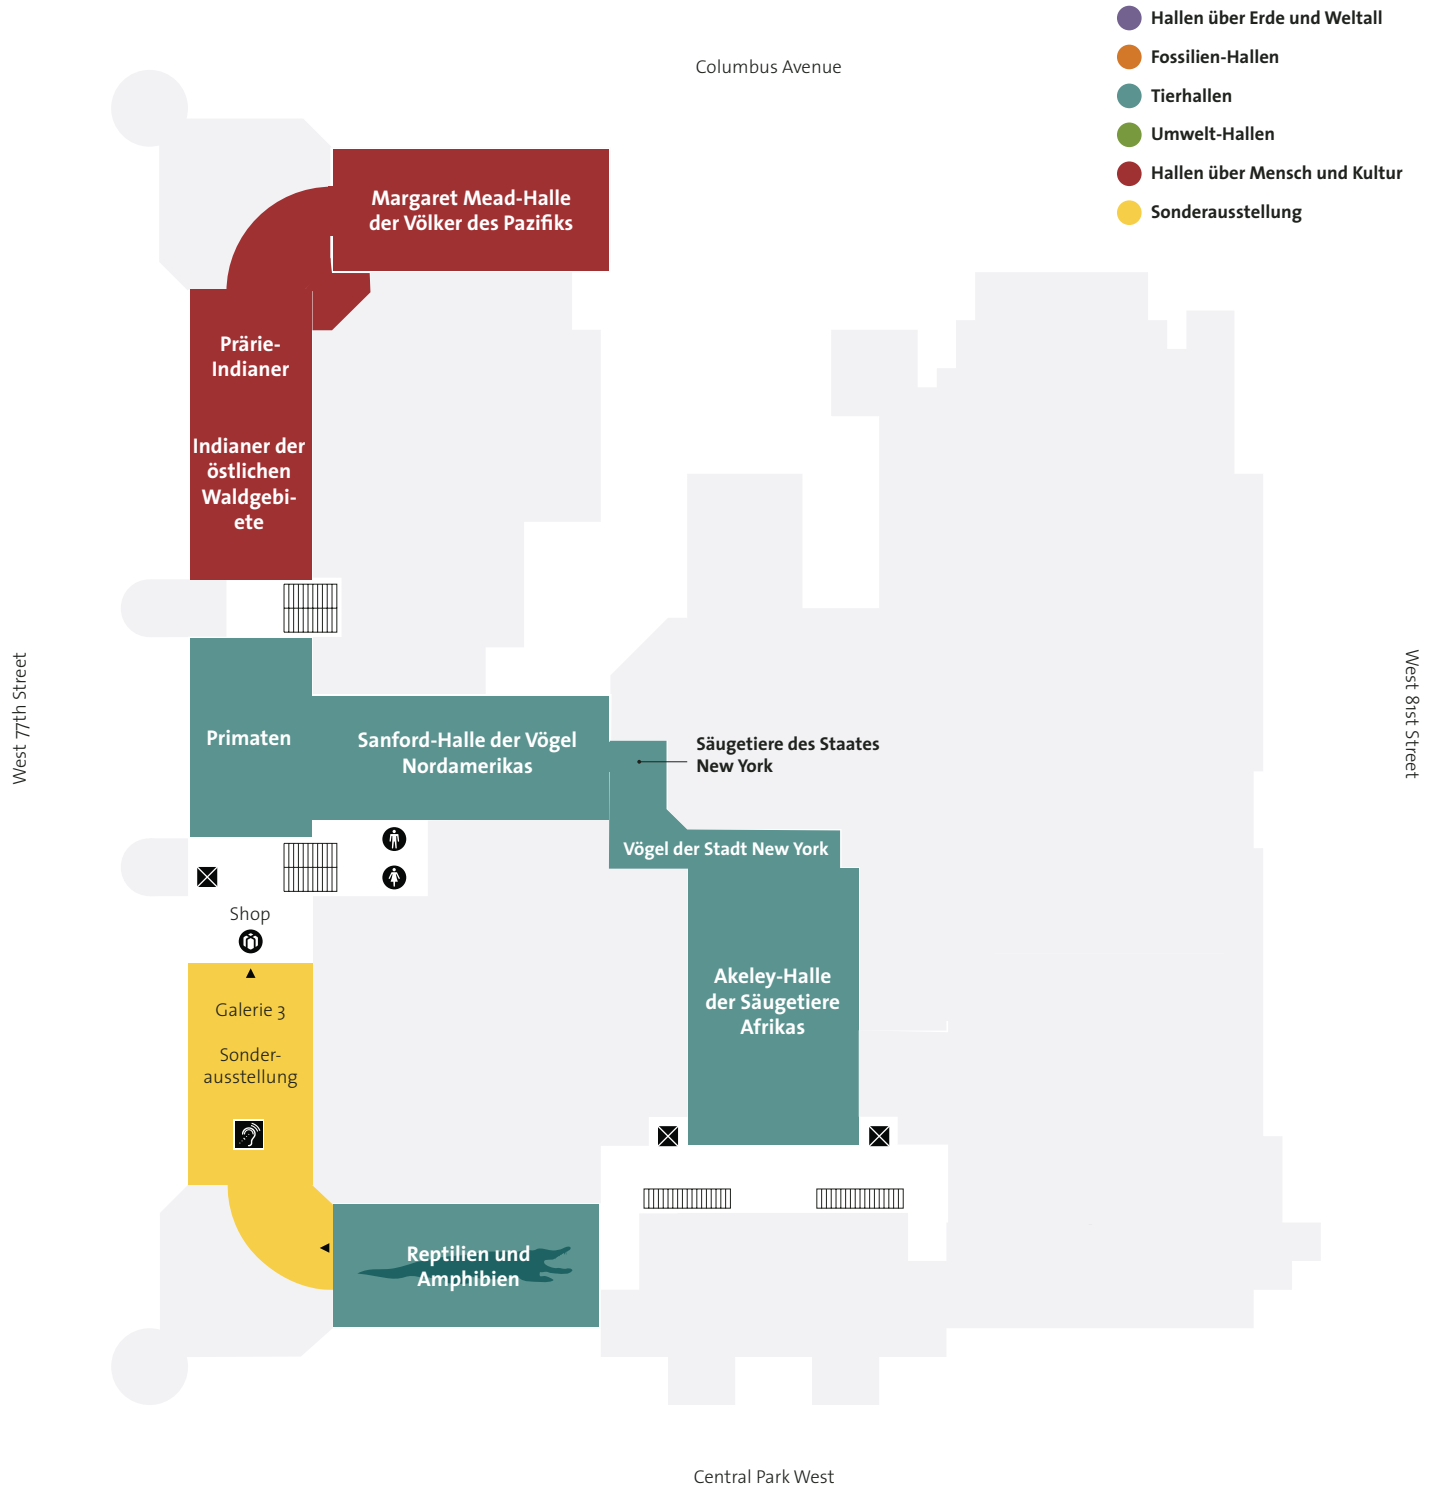 Hallen über Erde und Weltall
Fossilien-Hallen
Tierhallen
Umwelt-Hallen
Hallen über Mensch und Kultur
Sonderausstellung
Columbus Avenue
Margaret Mead-Halle
der Völker des Pazifiks
Prärie-
Indianer
Indianer der
östlichen
Waldgebi-
ete
West 77th Street
West 81st Street
Primaten
Sanford-Halle der Vögel
Nordamerikas
Säugetiere des Staates
New York
Vögel der Stadt New York
Shop
Akeley-Halle
der Säugetiere
Afrikas
Galerie 3
Sonder-
ausstellung
Reptilien und
Amphibien
Central Park West